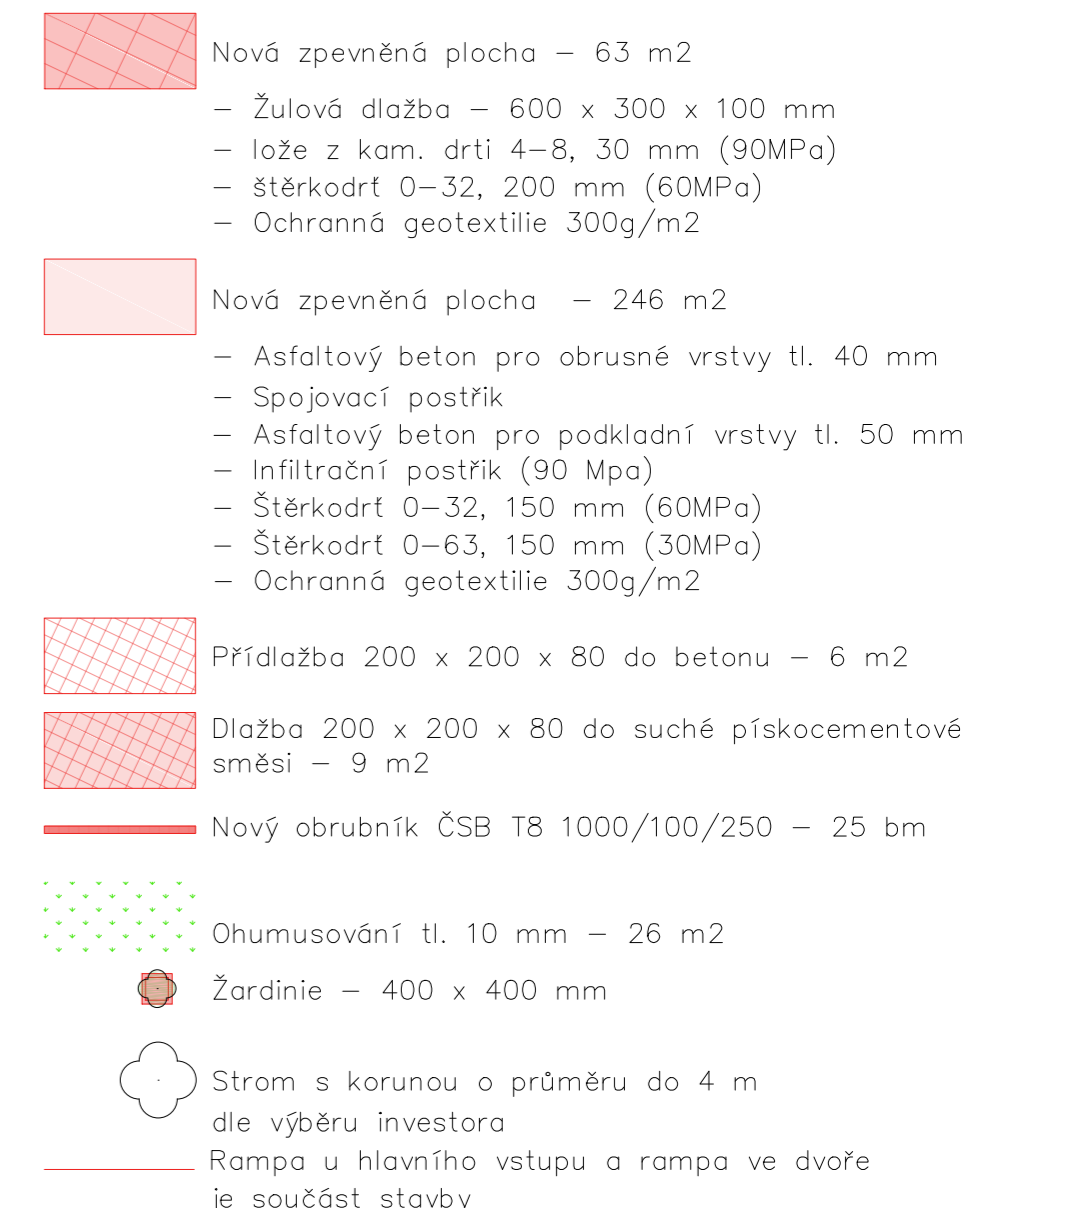 Nová zpevněná plocha – 63 m2
– Žulová dlažba – 600 x 300 x 100 mm
– lože z kam. drti 4–8, 30 mm (90MPa)
– štěrkodrť 0–32, 200 mm (60MPa)
– Ochranná geotextilie 300g/m2
Nová zpevněná plocha – 246 m2
– Asfaltový beton pro obrusné vrstvy tl. 40 mm
– Spojovací postřik
– Asfaltový beton pro podkladní vrstvy tl. 50 mm
– Infiltrační postřik (90 Mpa)
– Štěrkodrť 0–32, 150 mm (60MPa)
– Štěrkodrť 0–63, 150 mm (30MPa)
– Ochranná geotextilie 300g/m2
Přídlažba 200 x 200 x 80 do betonu – 6 m2
Dlažba 200 x 200 x 80 do suché pískocementové
směsi – 9 m2
Nový obrubník ČSB T8 1000/100/250 – 25 bm
Ohumusování tl. 10 mm – 26 m2
Žardinie – 400 x 400 mm
Strom s korunou o průměru do 4 m
dle výběru investora
Rampa u hlavního vstupu a rampa ve dvoře
je součást stavby